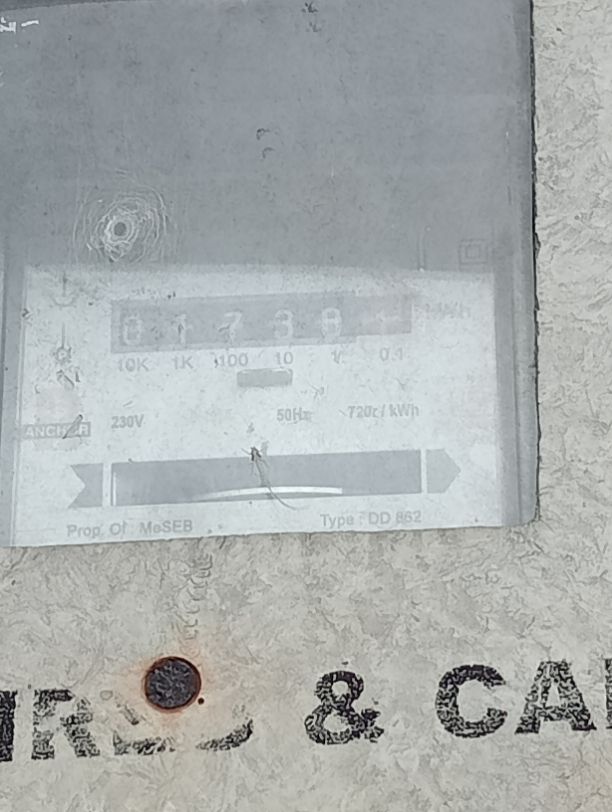 0 1 7 3 8
kWh
10K 1K 100 10 1 0.1
230V 50Hz 720r / kWh
ANCHOR
Prop. Of : MeSEB Type : DD 862
& CA